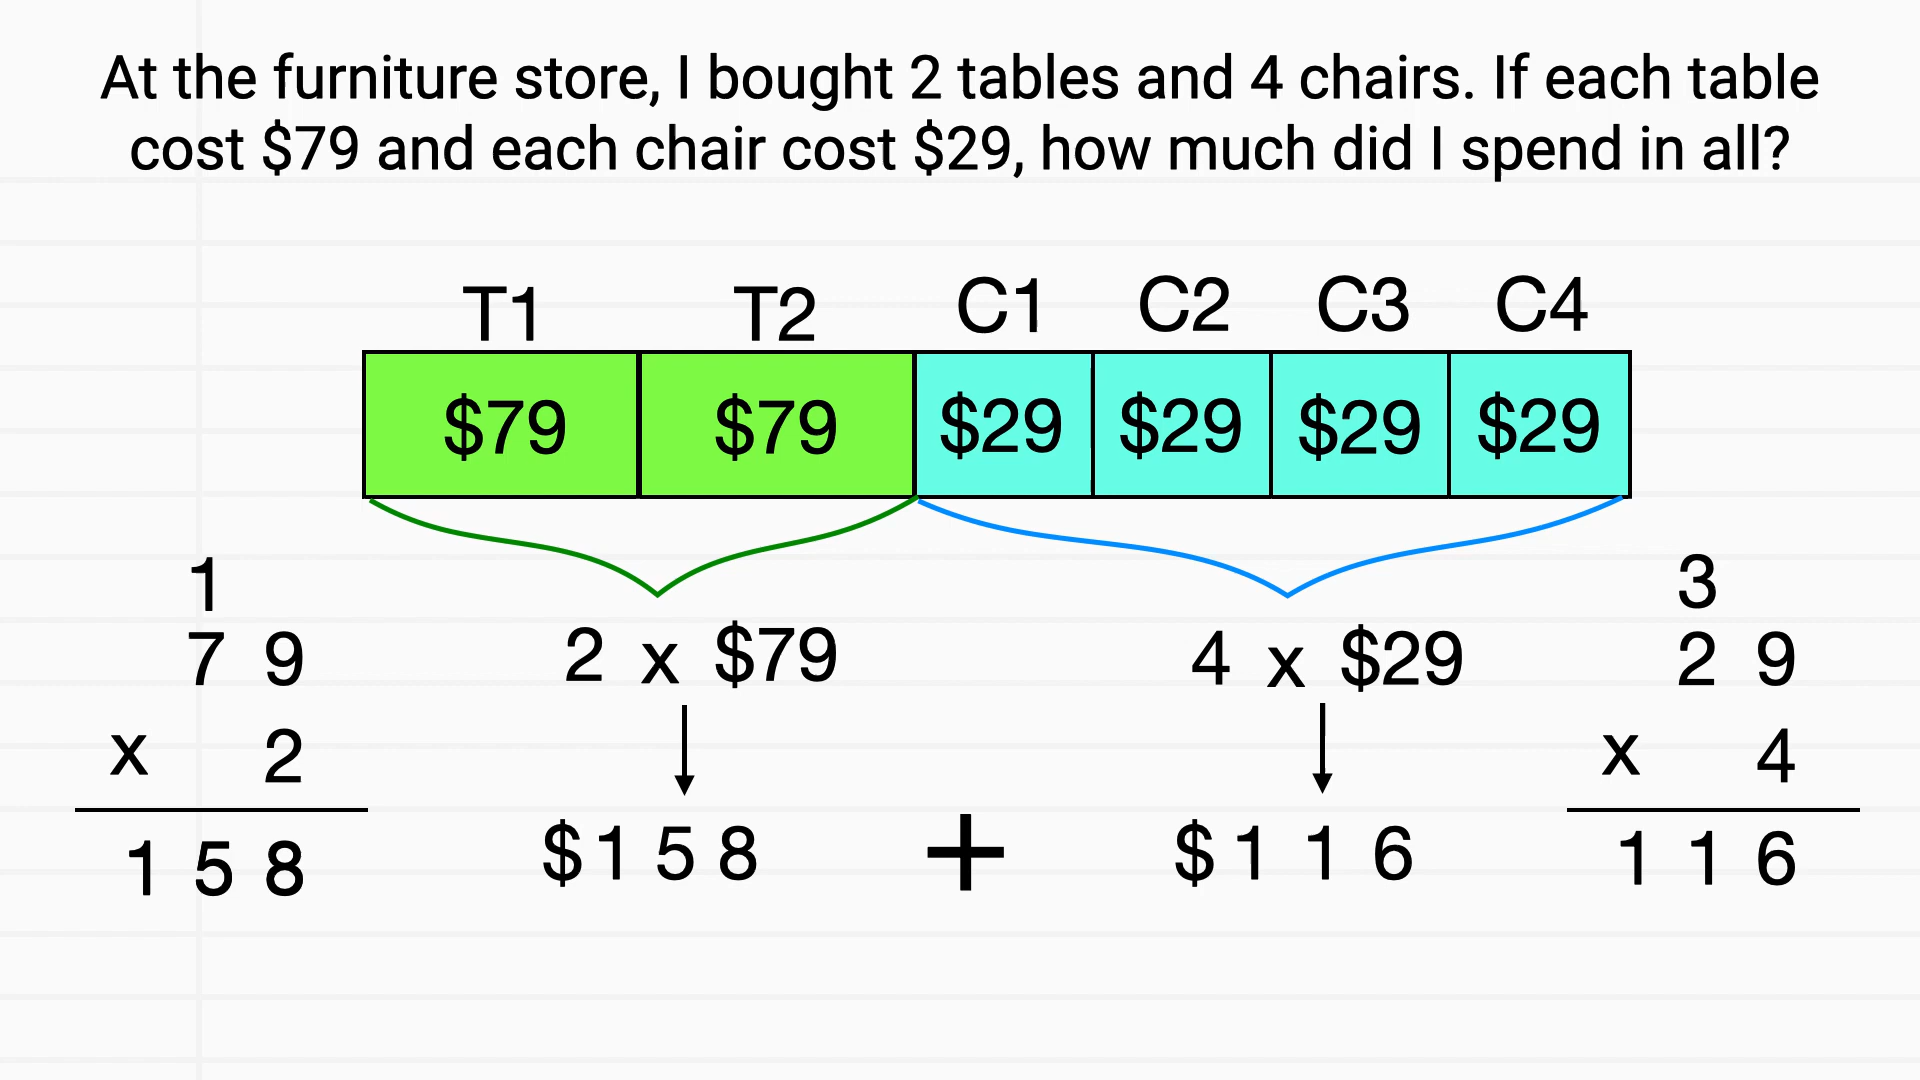 At the furniture store, I bought 2 tables and 4 chairs. If each table
cost $79 and each chair cost $29, how much did I spend in all?
T1 T2 C1 C2 C3 C4
$79 $79 $29 $29 $29 $29
1 3
7 9 2 x $79 4 x $29 2 9
x 2 x 4
1 5 8 $1 5 8 + $1 1 6 1 1 6